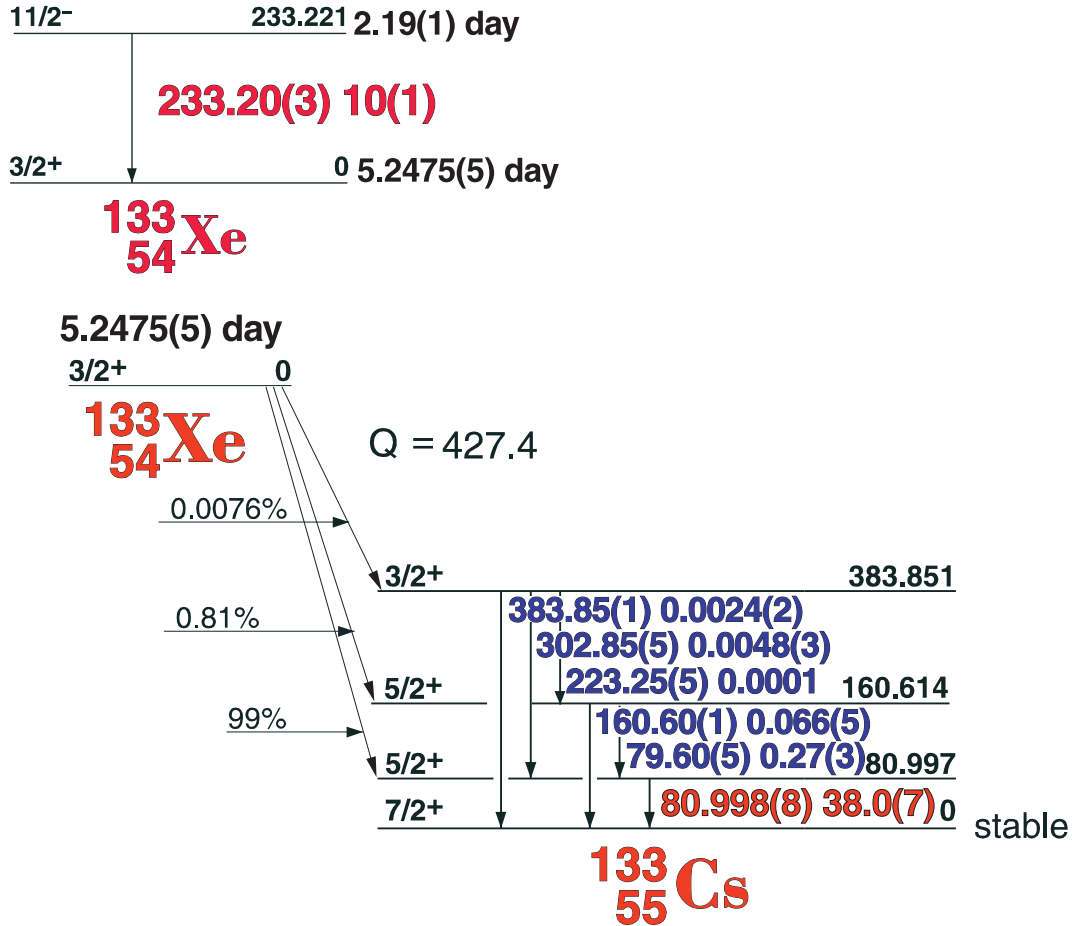 11/2- 233.221 2.19(1) day
233.20(3) 10(1)
3/2+ 0 5.2475(5) day
133
54 Xe
5.2475(5) day
3/2+ 0
133
54 Xe
Q = 427.4
0.0076%
3/2+ 383.851
383.85(1) 0.0024(2)
0.81%
302.85(5) 0.0048(3)
223.25(5) 0.0001
5/2+ 160.614
99%
160.60(1) 0.066(5)
79.60(5) 0.27(3)
5/2+ 80.997
80.998(8) 38.0(7)
7/2+ 0 stable
133
55 Cs